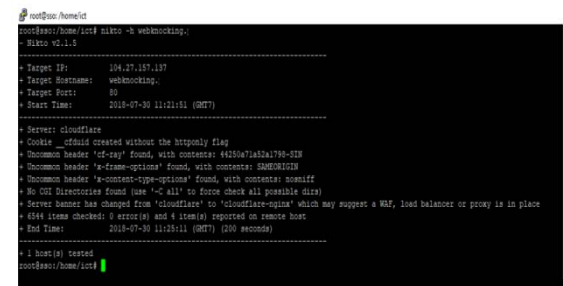 root@sso: /home/ict
root@sso:/home/ict# nikto -h webknocking.
- Nikto v2.1.5
---------------------------------------------------------------------------
+ Target IP: 104.27.157.137
+ Target Hostname: webknocking.
+ Target Port: 80
+ Start Time: 2018-07-30 11:21:51 (GMT7)
---------------------------------------------------------------------------
+ Server: cloudflare
+ Cookie __cfduid created without the httponly flag
+ Uncommon header 'cf-ray' found, with contents: 44250a71a52a1798-SIN
+ Uncommon header 'x-frame-options' found, with contents: SAMEORIGIN
+ Uncommon header 'x-content-type-options' found, with contents: nosniff
+ No CGI Directories found (use '-C all' to force check all possible dirs)
+ Server banner has changed from 'cloudflare' to 'cloudflare-nginx' which may suggest a WAF, load balancer or proxy is in place
+ 6544 items checked: 0 error(s) and 4 item(s) reported on remote host
+ End Time: 2018-07-30 11:25:11 (GMT7) (200 seconds)
---------------------------------------------------------------------------
+ 1 host(s) tested
root@sso:/home/ict#